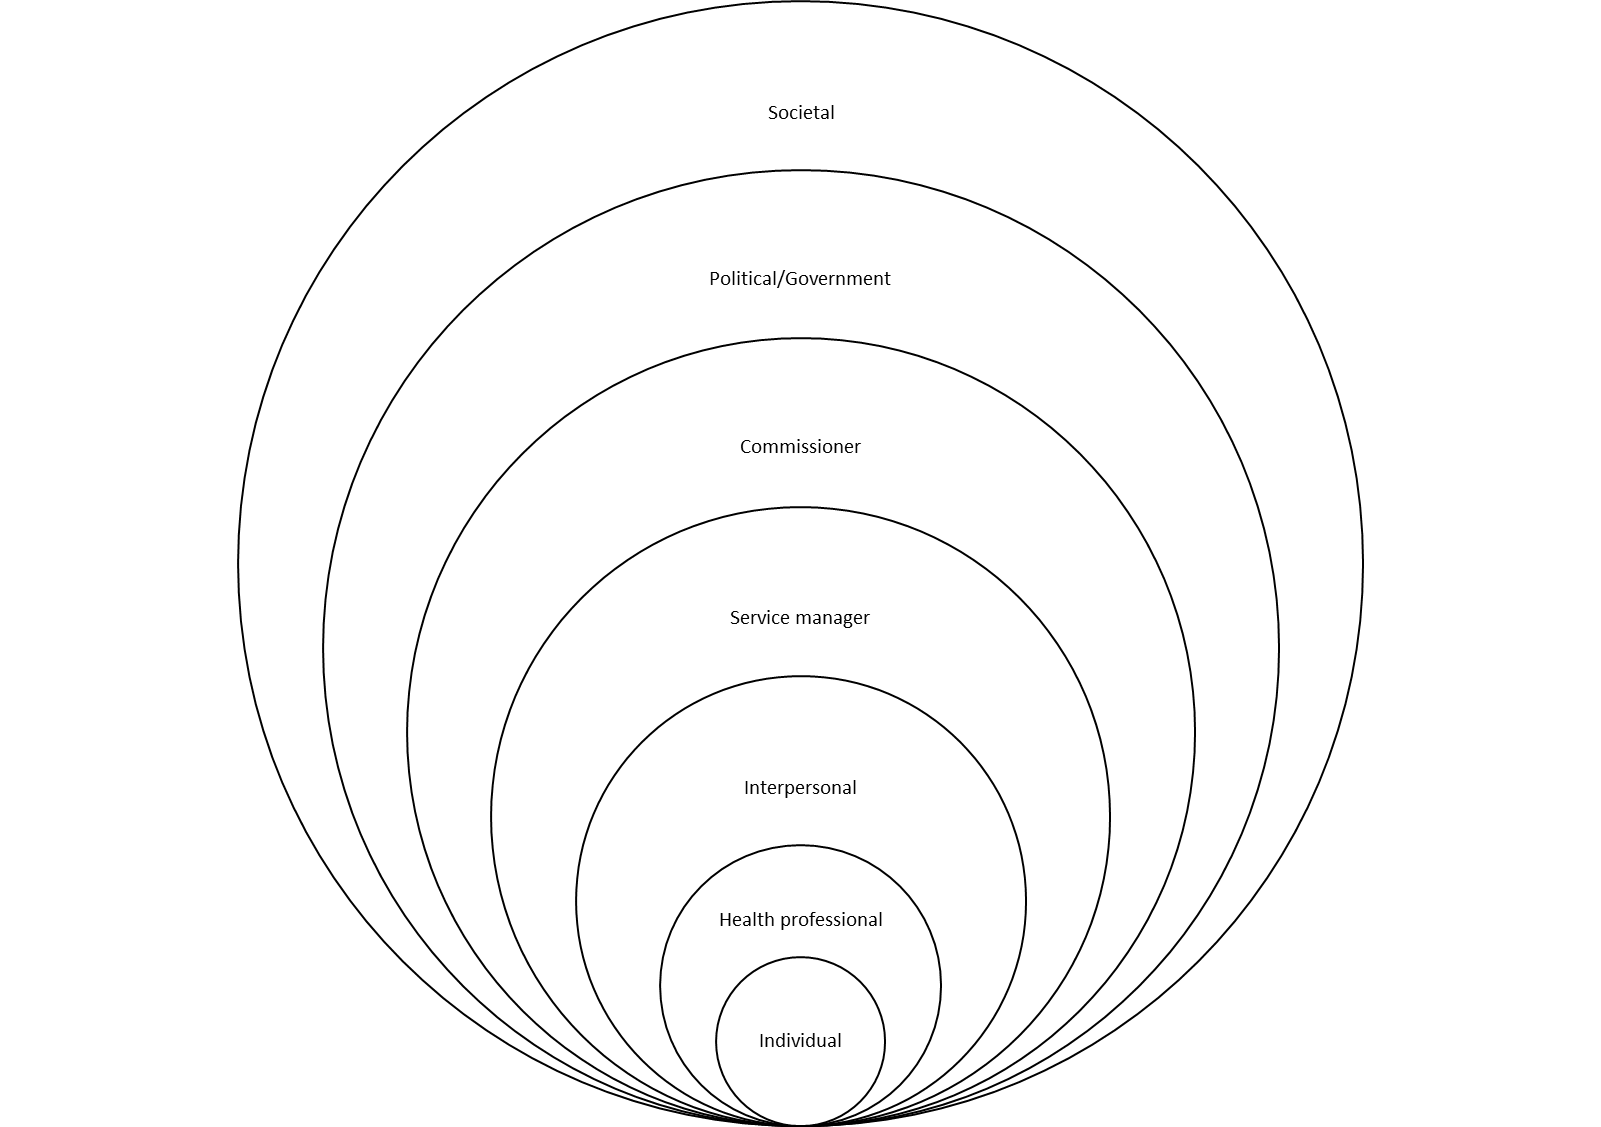 Societal
Political/Government
Commissioner
Service manager
Interpersonal
Health professional
Individual